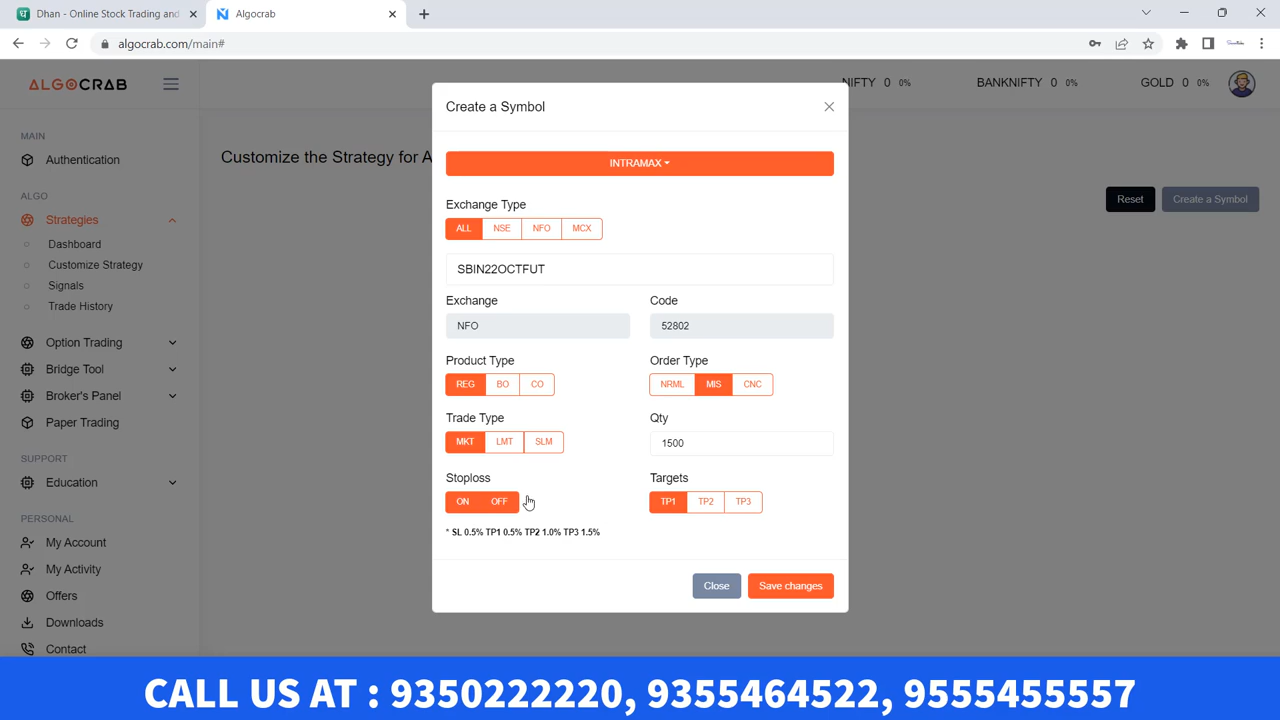 Dhan - Online Stock Trading and
Algocrab
algocrab.com/main#
ALGOCRAB
NIFTY 0 0%
BANKNIFTY 0 0%
GOLD 0 0%
MAIN
Authentication
ALGO
Strategies
Dashboard
Customize Strategy
Signals
Trade History
Option Trading
Bridge Tool
Broker's Panel
Paper Trading
SUPPORT
Education
PERSONAL
My Account
My Activity
Offers
Downloads
Contact
Customize the Strategy for A
Reset
Create a Symbol
Create a Symbol
INTRAMAX
Exchange Type
ALL NSE NFO MCX
SBIN22OCTFUT
Exchange Code
NFO 52802
Product Type Order Type
REG BO CO NRML MIS CNC
Trade Type Qty
MKT LMT SLM 1500
Stoploss Targets
ON OFF TP1 TP2 TP3
* SL 0.5% TP1 0.5% TP2 1.0% TP3 1.5%
Close Save changes
CALL US AT : 9350222220, 9355464522, 9555455557